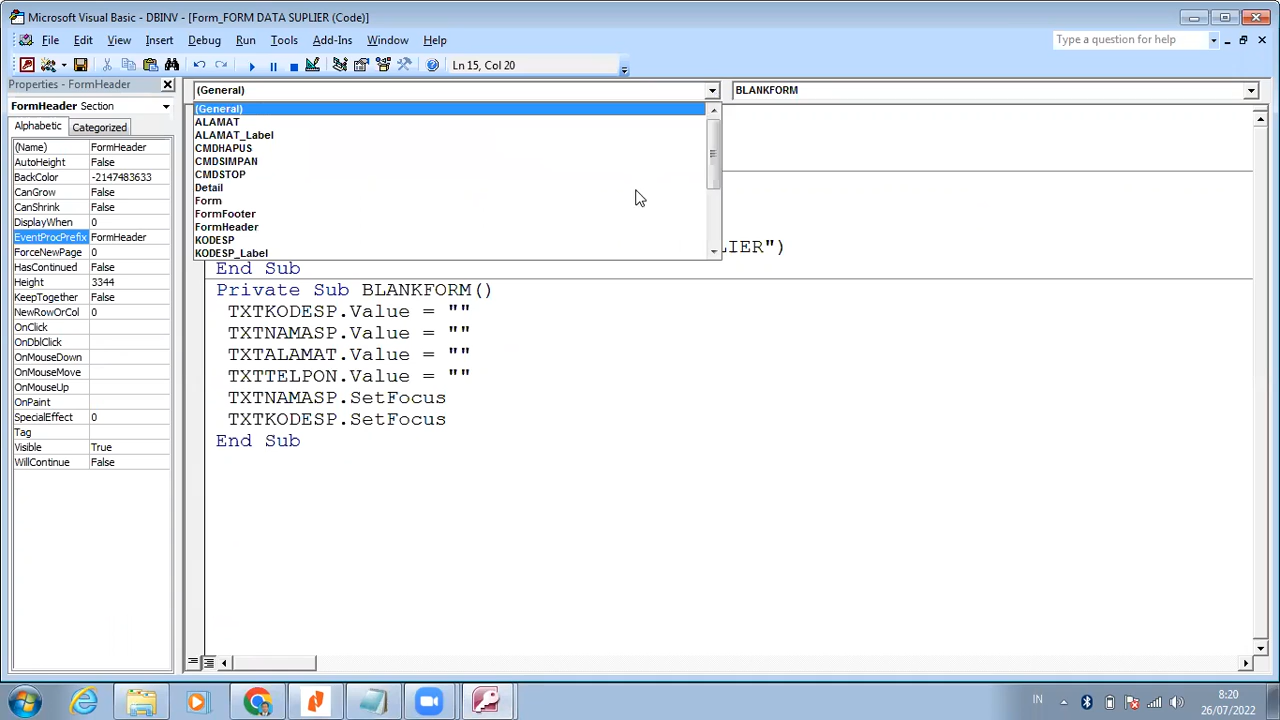 Microsoft Visual Basic - DBINV - [Form_FORM DATA SUPLIER (Code)]
File Edit View Insert Debug Run Tools Add-Ins Window Help
Type a question for help
Ln 15, Col 20
Properties - FormHeader
(General)
BLANKFORM
FormHeader Section
Alphabetic Categorized
(Name) FormHeader
AutoHeight False
BackColor -2147483633
CanGrow False
CanShrink False
DisplayWhen 0
EventProcPrefix FormHeader
ForceNewPage 0
HasContinued False
Height 3344
KeepTogether False
NewRowOrCol 0
OnClick
OnDblClick
OnMouseDown
OnMouseMove
OnMouseUp
OnPaint
SpecialEffect 0
Tag
Visible True
WillContinue False
(General)
ALAMAT
ALAMAT_Label
CMDHAPUS
CMDSIMPAN
CMDSTOP
Detail
Form
FormFooter
FormHeader
KODESP
KODESP_Label
LIER")
End Sub
Private Sub BLANKFORM()
TXTKODESP.Value = ""
TXTNAMASP.Value = ""
TXTALAMAT.Value = ""
TXTTELPON.Value = ""
TXTNAMASP.SetFocus
TXTKODESP.SetFocus
End Sub
IN
8:20
26/07/2022